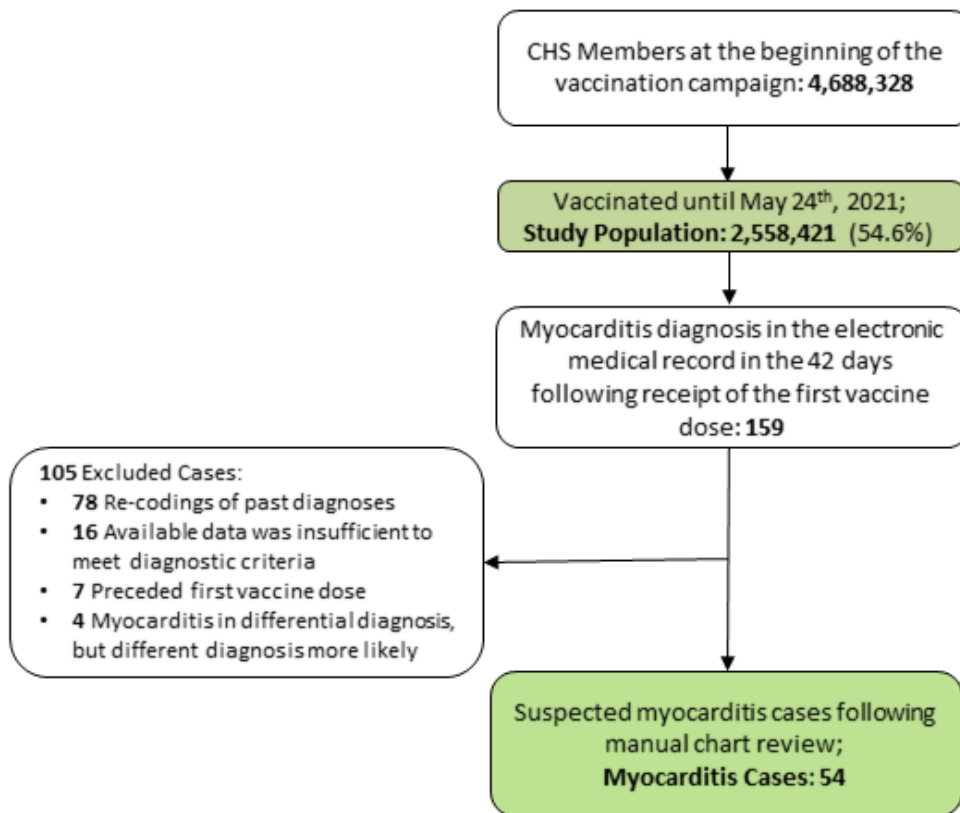 CHS Members at the beginning of the
vaccination campaign: 4,688,328
Vaccinated until May 24th, 2021;
Study Population: 2,558,421 (54.6%)
Myocarditis diagnosis in the electronic
medical record in the 42 days
following receipt of the first vaccine
dose: 159
105 Excluded Cases:
• 78 Re-codings of past diagnoses
• 16 Available data was insufficient to
meet diagnostic criteria
• 7 Preceded first vaccine dose
• 4 Myocarditis in differential diagnosis,
but different diagnosis more likely
Suspected myocarditis cases following
manual chart review;
Myocarditis Cases: 54